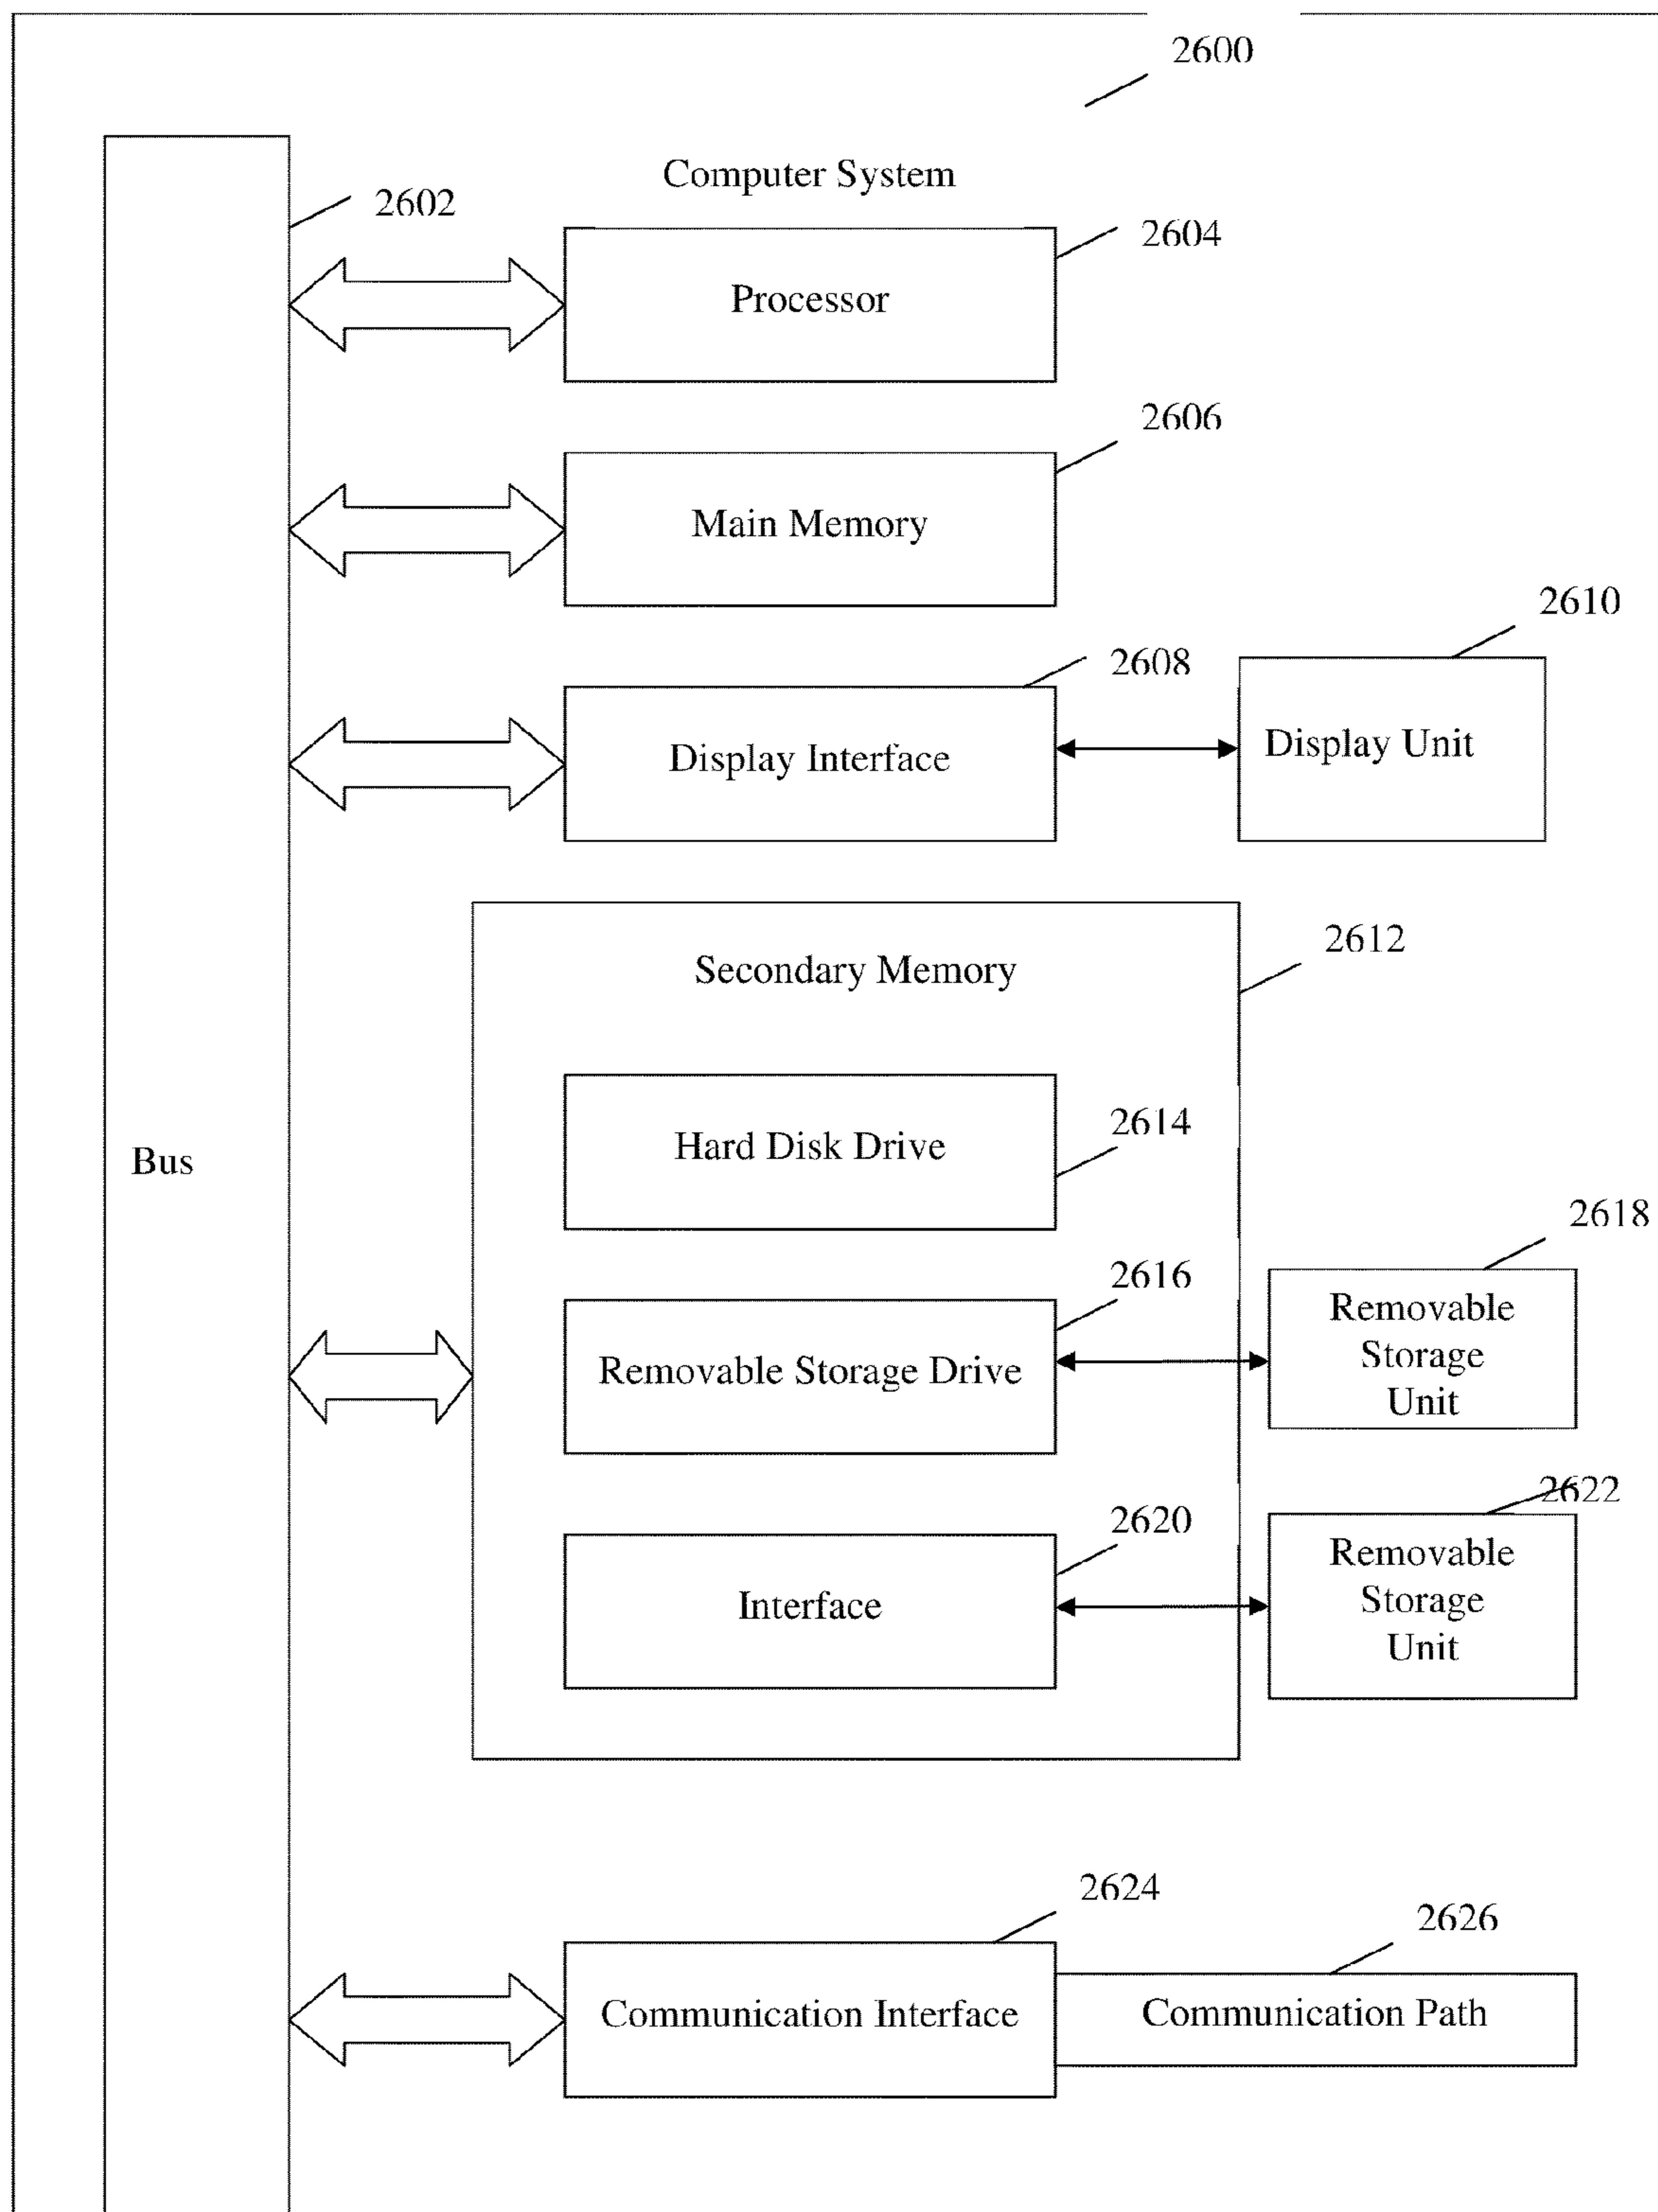 2600
Computer System
2602
2604
Processor
2606
Main Memory
2610
2608
Display Unit
Display Interface
2612
Secondary Memory
2614
Hard Disk Drive
Bus
2618
2616
Removable
Storage
Unit
Removable Storage Drive
2622
2620
Removable
Storage
Unit
Interface
2624
2626
Communication Interface
Communication Path